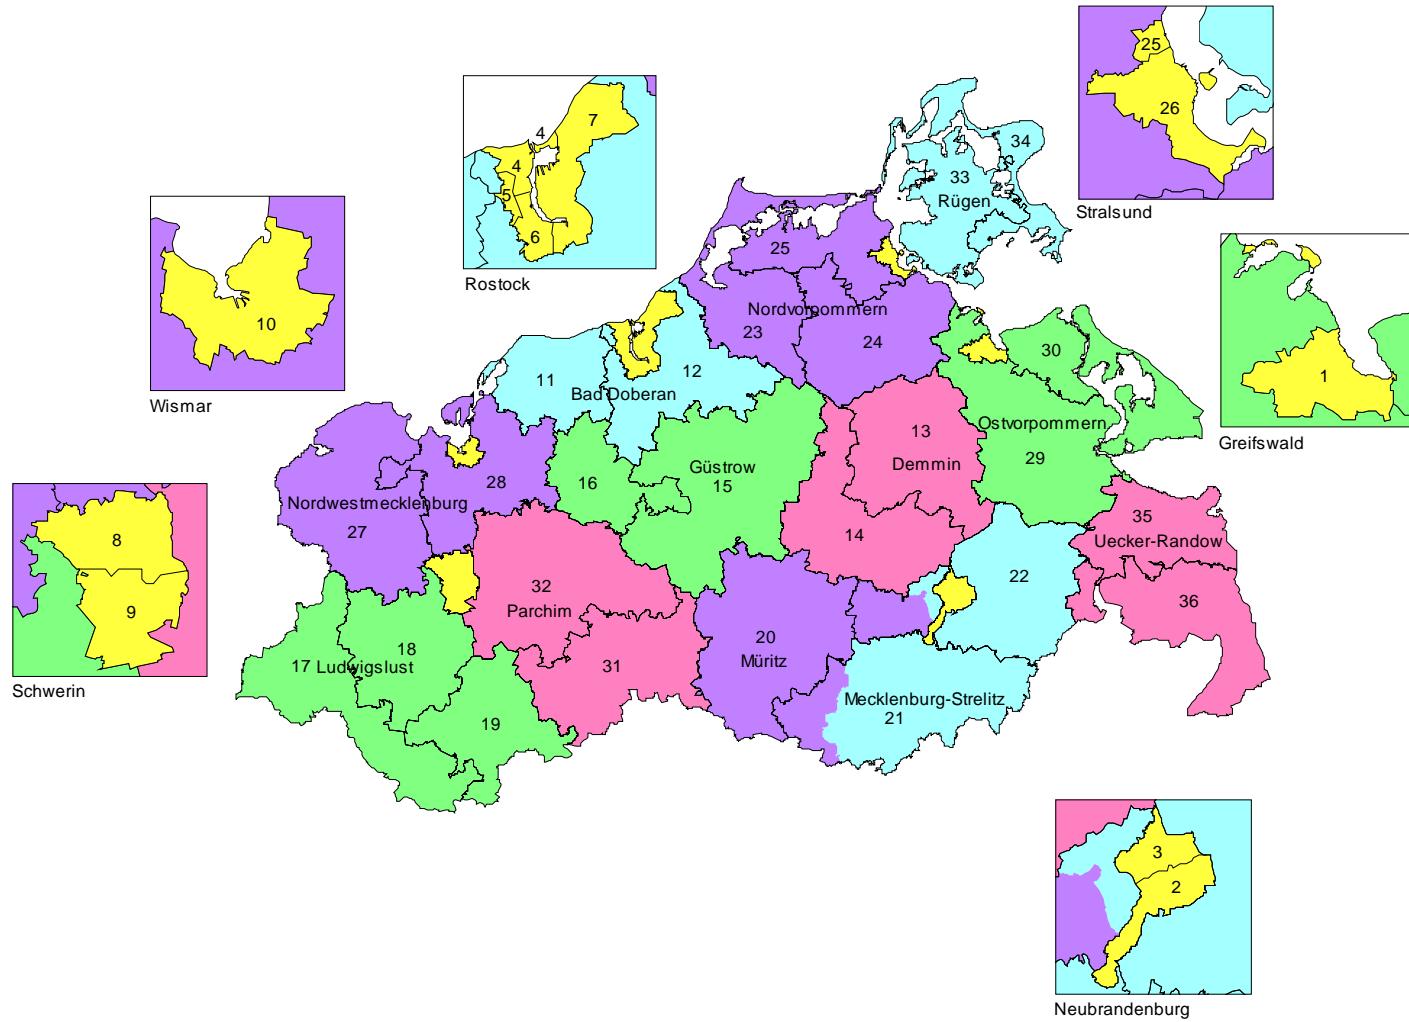 25
26
Stralsund
4
7
4
5
6
Rostock
34
33
Rügen
10
Wismar
1
Greifswald
25
Nordvorpommern
23
24
30
11
12
Bad Doberan
13
Demmin
Ostvorpommern
29
Güstrow
15
16
28
Nordwestmecklenburg
27
8
9
Schwerin
14
35
Uecker-Randow
36
22
32
Parchim
31
20
Müritz
17
Ludwigslust
18
19
Mecklenburg-Strelitz
21
3
2
Neubrandenburg